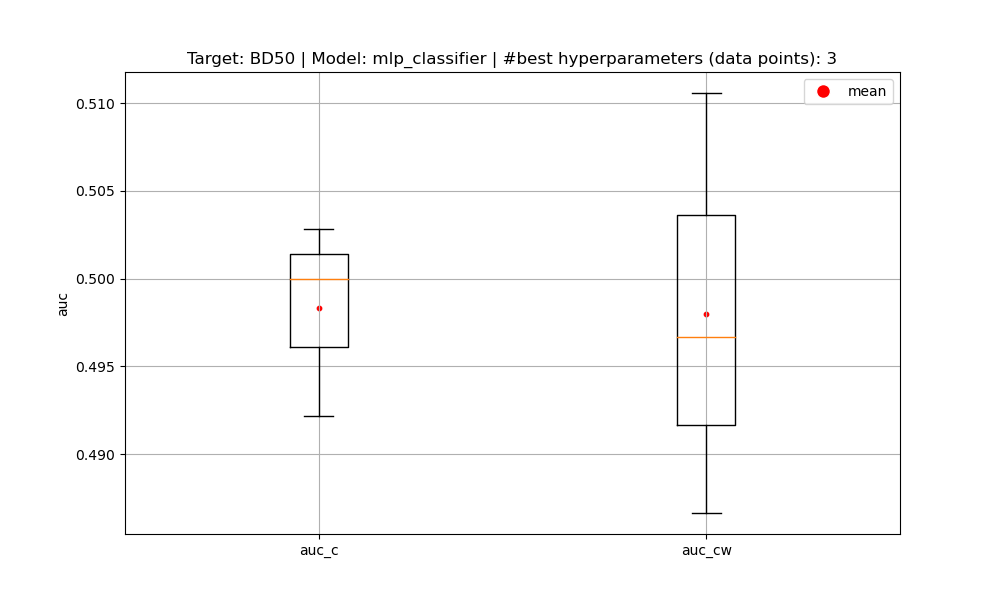 Target: BD50 | Model: mlp_classifier | #best hyperparameters (data points): 3
mean
0.510
0.505
0.500
0.495
0.490
auc
auc_c
auc_cw